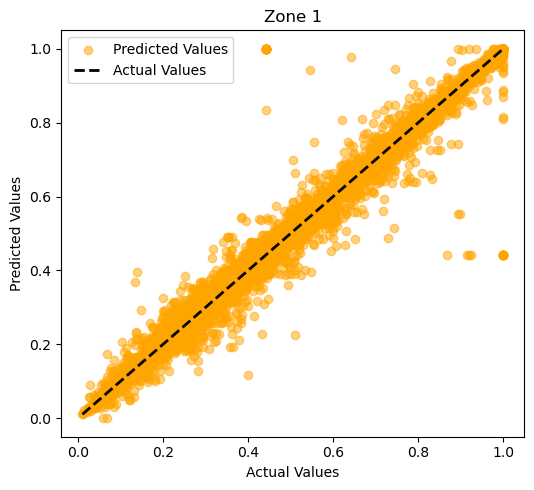 Zone 1
Predicted Values
Actual Values
Predicted Values
1.0
0.8
0.6
0.4
0.2
0.0
0.0 0.2 0.4 0.6 0.8 1.0
Actual Values